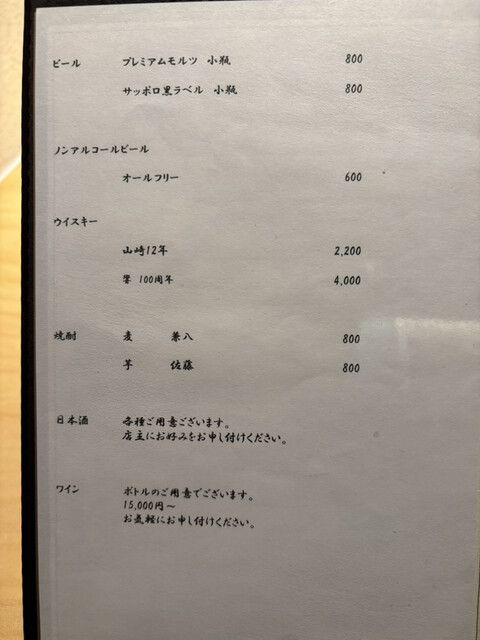 ビール プレミアムモルツ 小瓶 800
サッポロ黒ラベル 小瓶 800
ノンアルコールビール
オールフリー 600
ウイスキー
山崎12年 2,200
響 100周年 4,000
焼酎 麦 兼八 800
芋 佐藤 800
日本酒 各種ご用意ございます。
店主にお好みをお申し付けください。
ワイン ボトルのご用意でございます。
15,000円~
お気軽にお申し付けください。